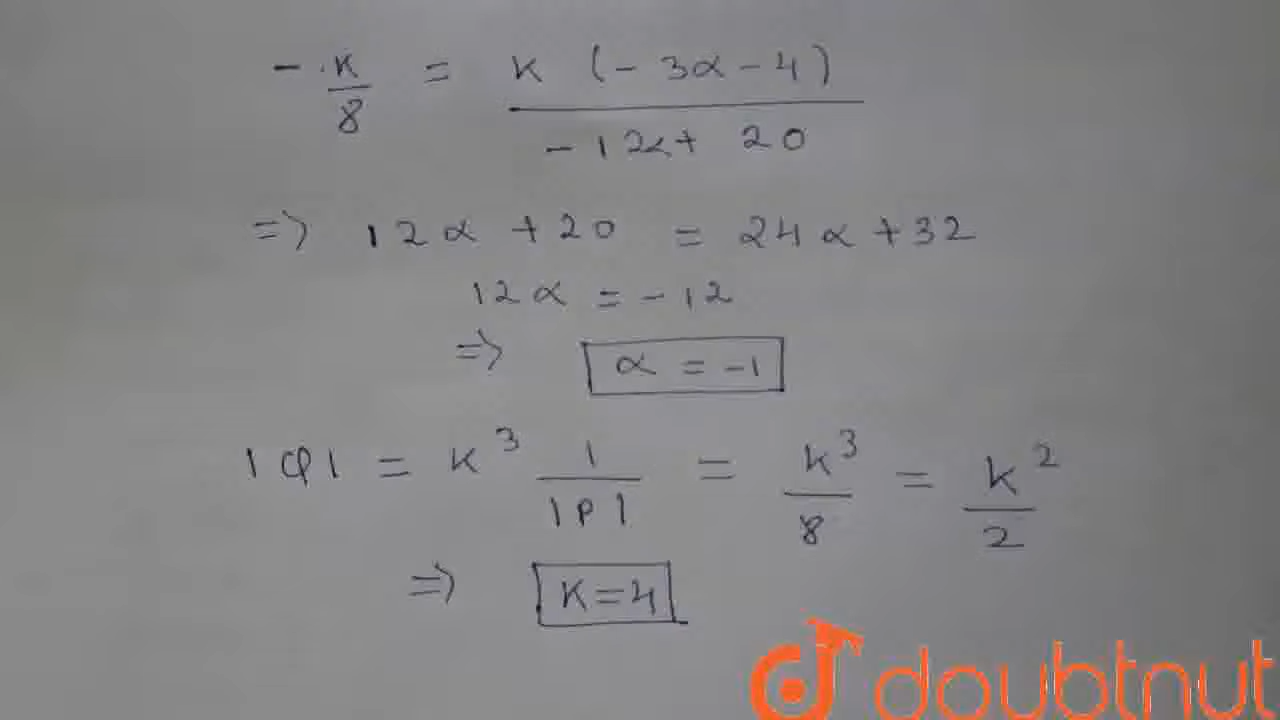 - K/8 = K (-3α-4) / -12α+ 20
=> 12α +20 = 24α+32
12α = -12
=> α = -1
|Q| = K³ 1/|P| = K³/8 = K²/2
=> K=4
doubtnut